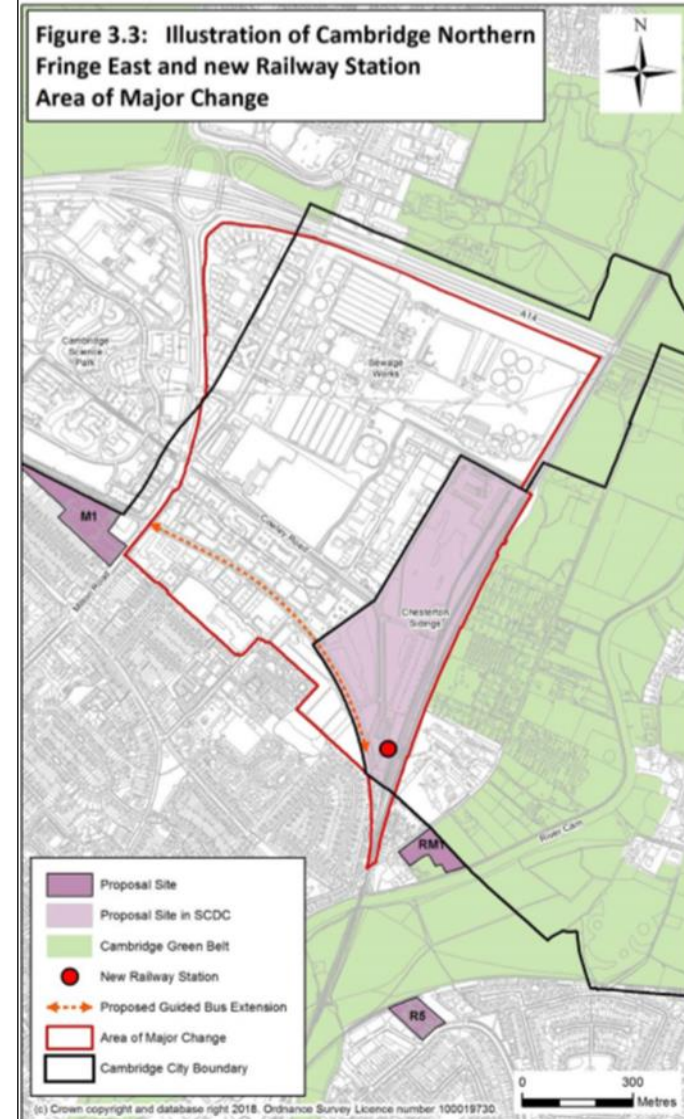 Figure 3.3: Illustration of Cambridge Northern
Fringe East and new Railway Station
Area of Major Change
N
A14
Cambridge
Science
Park
Sewage
Works
M1
Cowley Road
Milton Road
Chesterton
Sidings
RM1
River Cam
R5
Proposal Site
Proposal Site in SCDC
Cambridge Green Belt
New Railway Station
Proposed Guided Bus Extension
Area of Major Change
Cambridge City Boundary
0 300
Metres
(c) Crown copyright and database right 2018. Ordnance Survey Licence number 100019730.